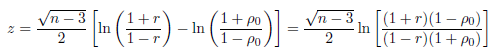 z = \frac{\sqrt{n-3}}{2} \left[ \ln\left(\frac{1+r}{1-r}\right) - \ln\left(\frac{1+\rho_0}{1-\rho_0}\right) \right] = \frac{\sqrt{n-3}}{2} \ln\left[ \frac{(1+r)(1-\rho_0)}{(1-r)(1+\rho_0)} \right]